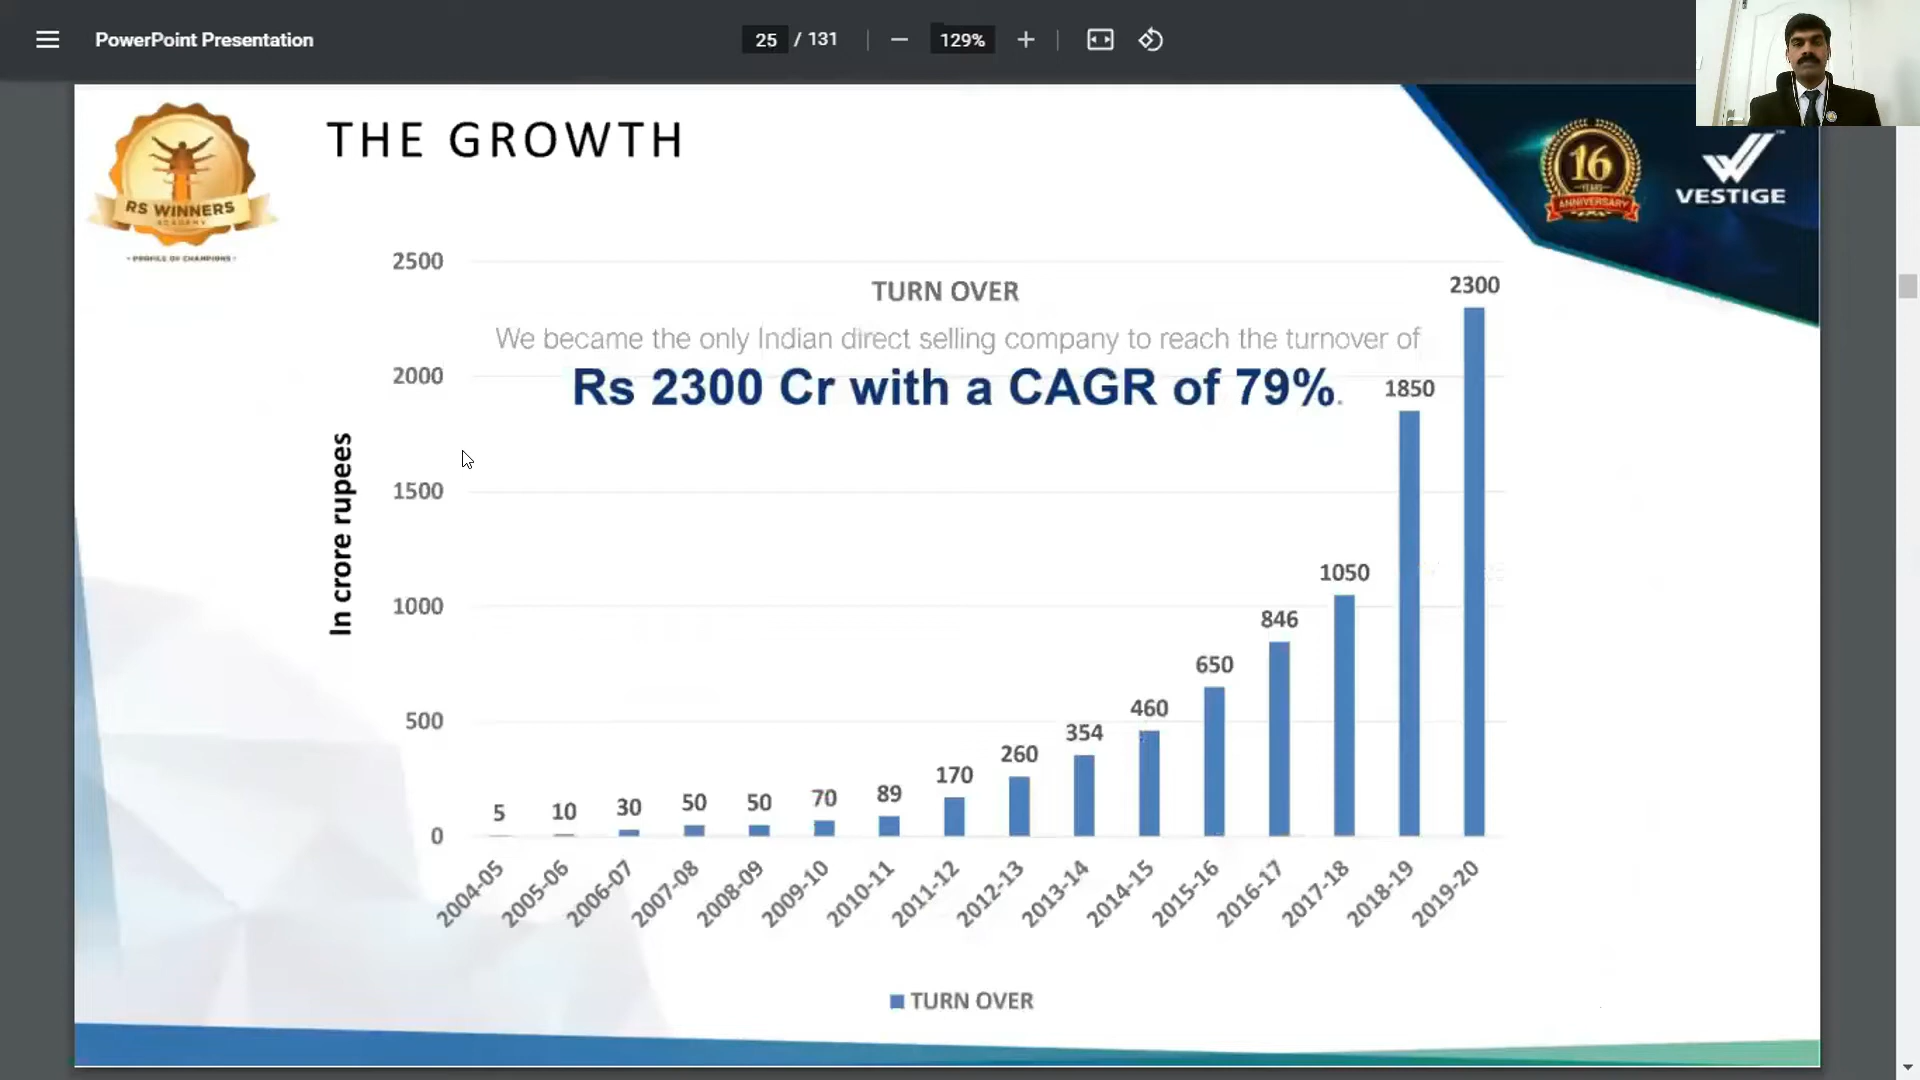 PowerPoint Presentation
25 / 131
129%
RS WINNERS
ACADEMY
- PROFILE OF CHAMPIONS -
THE GROWTH
16
YEARS
ANNIVERSARY
VESTIGE
TM
TURN OVER
We became the only Indian direct selling company to reach the turnover of
Rs 2300 Cr with a CAGR of 79%.
In crore rupees
2500
2000
1500
1000
500
0
5
10
30
50
50
70
89
170
260
354
460
650
846
1050
1850
2300
2004-05
2005-06
2006-07
2007-08
2008-09
2009-10
2010-11
2011-12
2012-13
2013-14
2014-15
2015-16
2016-17
2017-18
2018-19
2019-20
TURN OVER